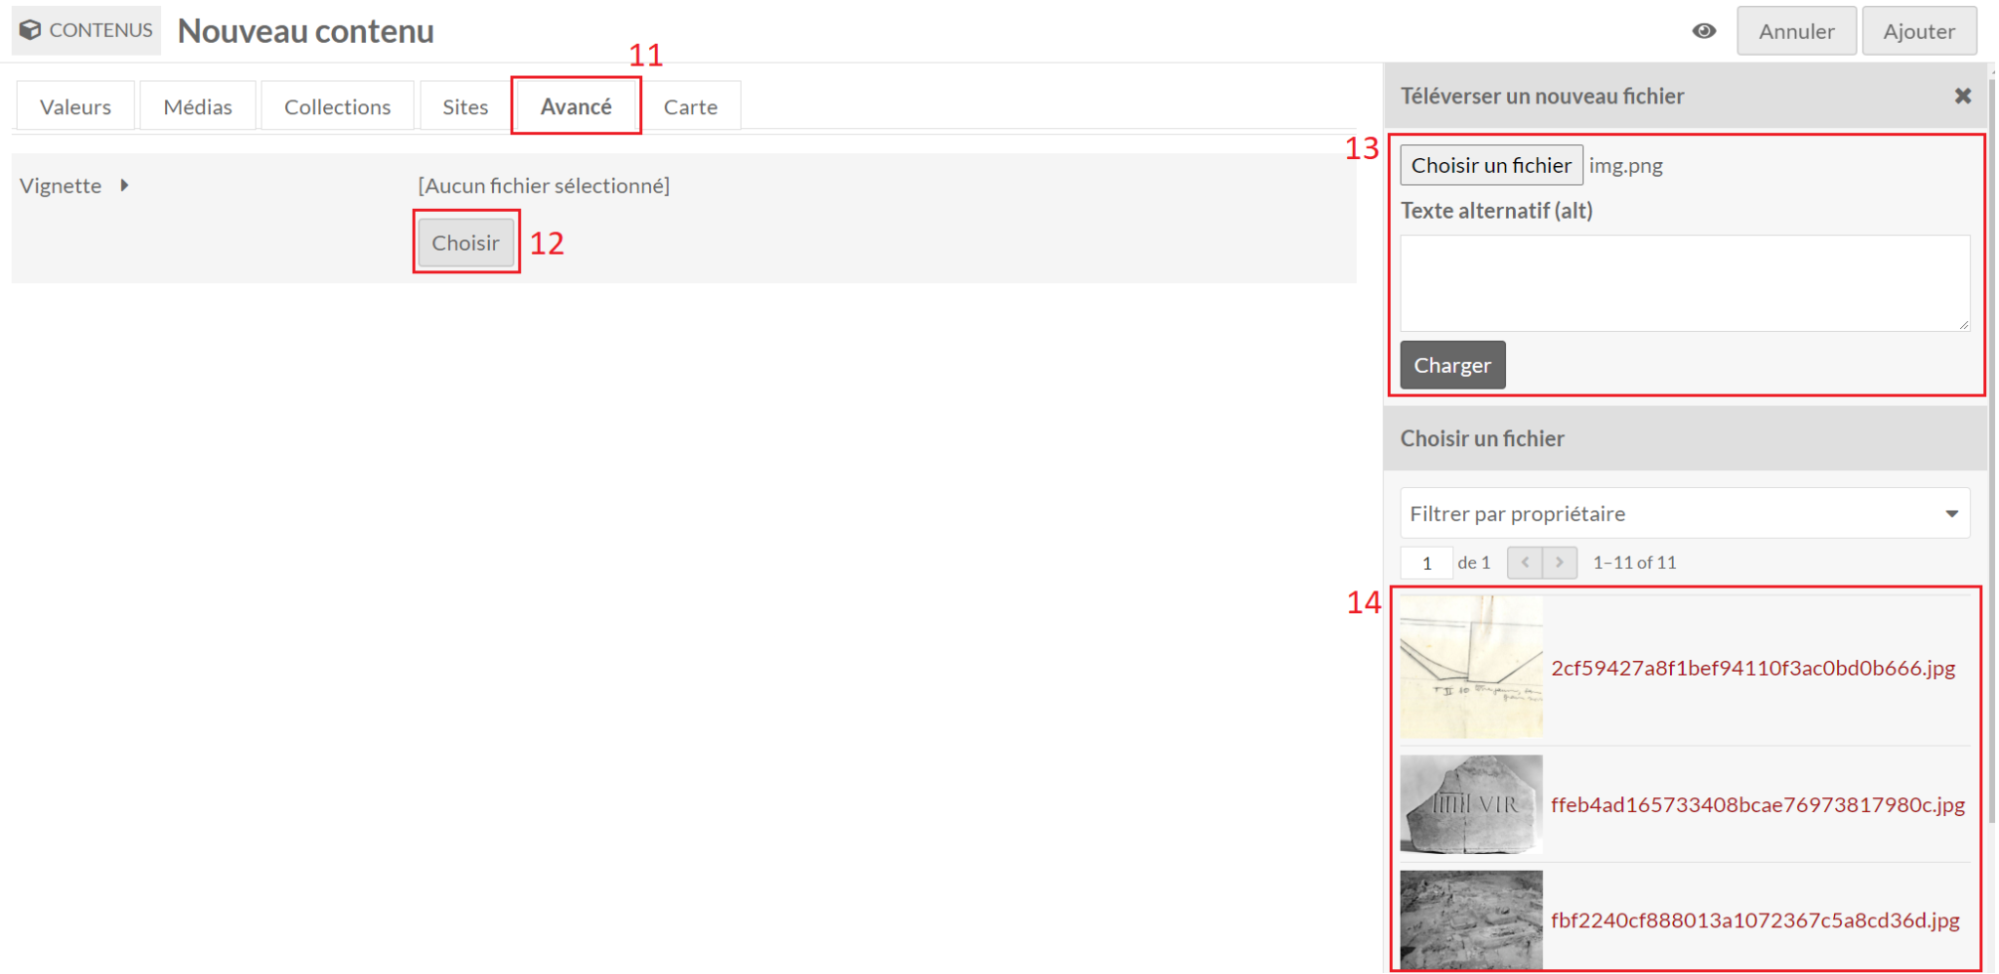 CONTENUS Nouveau contenu Annuler Ajouter
11
Valeurs Médias Collections Sites Avancé Carte
Vignette [Aucun fichier sélectionné]
Choisir 12
Téléverser un nouveau fichier
13
Choisir un fichier img.png
Texte alternatif (alt)
Charger
Choisir un fichier
Filtrer par propriétaire
1 de 1 < > 1–11 of 11
14
2cf59427a8f1bef94110f3ac0bd0b666.jpg
VIR
ffeb4ad165733408bcae76973817980c.jpg
fbf2240cf888013a1072367c5a8cd36d.jpg